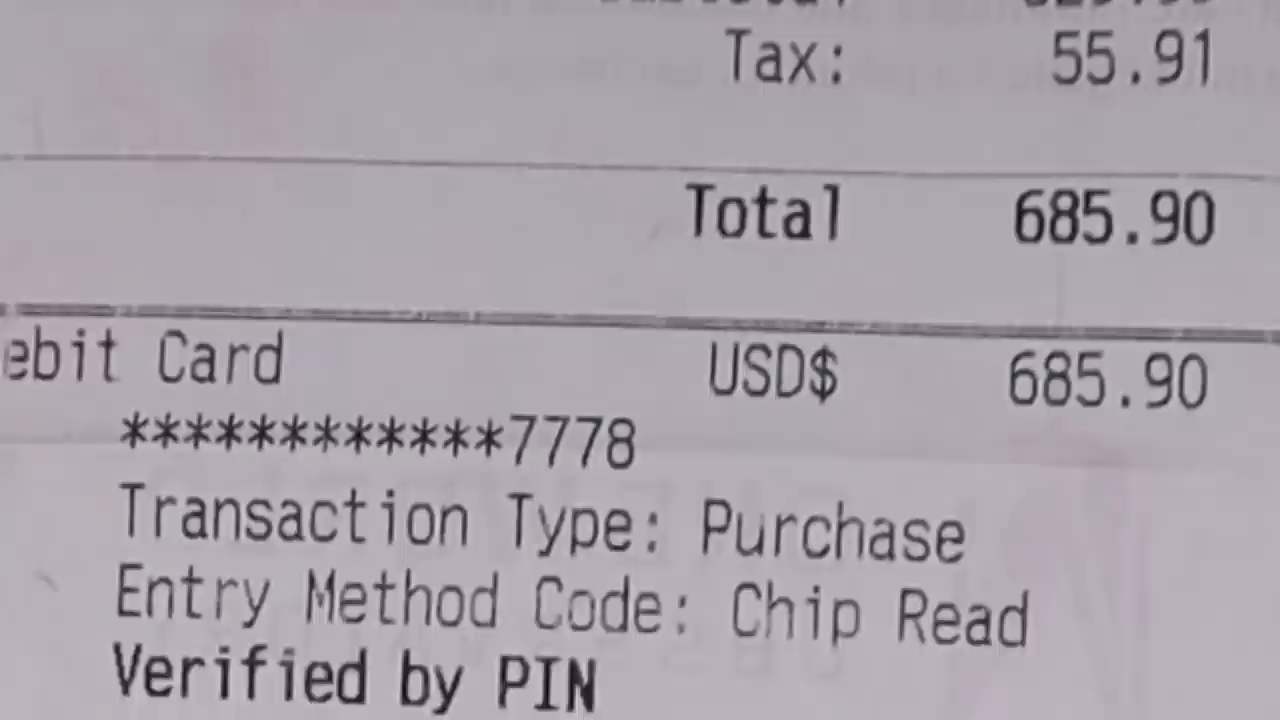 Tax: 55.91
Total 685.90
ebit Card USD$ 685.90
************7778
Transaction Type: Purchase
Entry Method Code: Chip Read
Verified by PIN